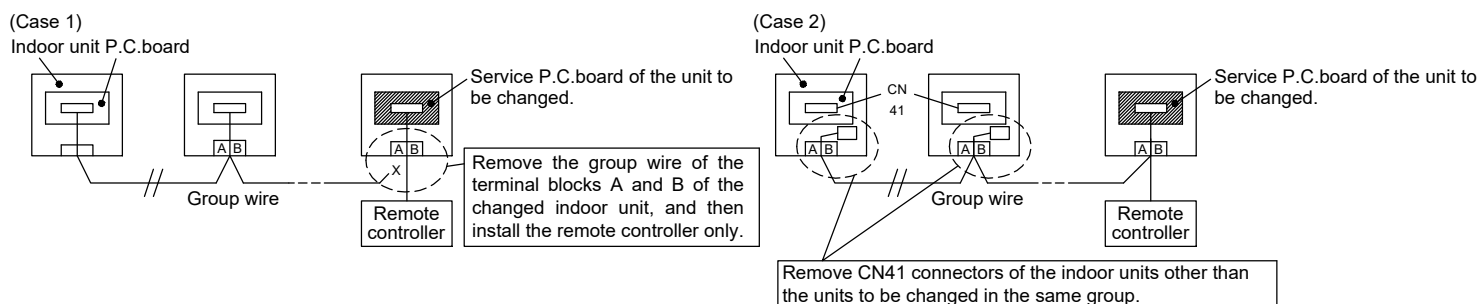 (Case 1)
Indoor unit P.C.board
Service P.C.board of the unit to
be changed.
A B
A B
X
Group wire
Remote
controller
Remove the group wire of the
terminal blocks A and B of the
changed indoor unit, and then
install the remote controller only.
(Case 2)
Indoor unit P.C.board
CN
41
Service P.C.board of the unit to
be changed.
A B
A B
A B
Group wire
Remote
controller
Remove CN41 connectors of the indoor units other than
the units to be changed in the same group.